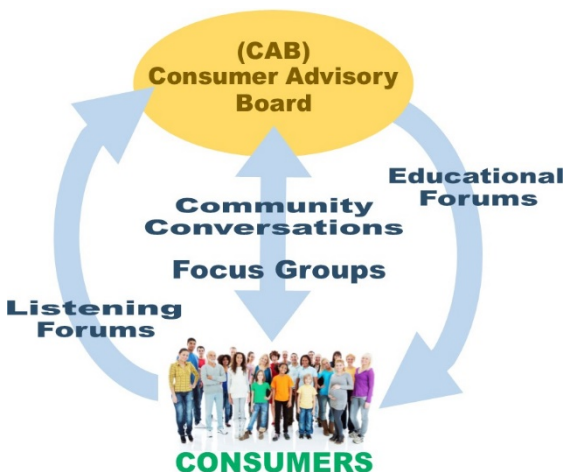 (CAB)
Consumer Advisory
Board
Educational
Forums
Community
Conversations
Focus Groups
Listening
Forums
CONSUMERS